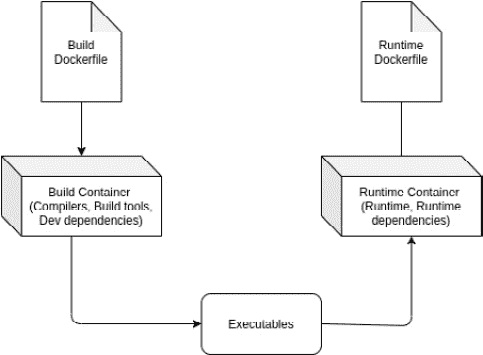 Build
Dockerfile
Runtime
Dockerfile
Build Container
(Compilers, Build tools,
Dev dependencies)
Runtime Container
(Runtime, Runtime
dependencies)
Executables